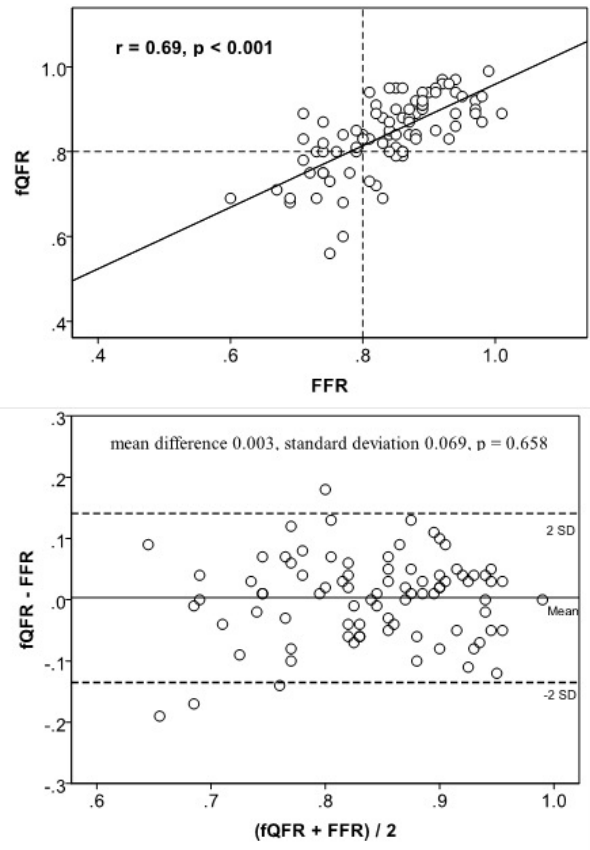 r = 0.69, p < 0.001
1.0
.8
.6
.4
fQFR
.4
.6
.8
1.0
FFR
.3
.2
.1
.0
-.1
-.2
-.3
fQFR - FFR
mean difference 0.003, standard deviation 0.069, p = 0.658
2 SD
Mean
-2 SD
.6
.7
.8
.9
1.0
(fQFR + FFR) / 2